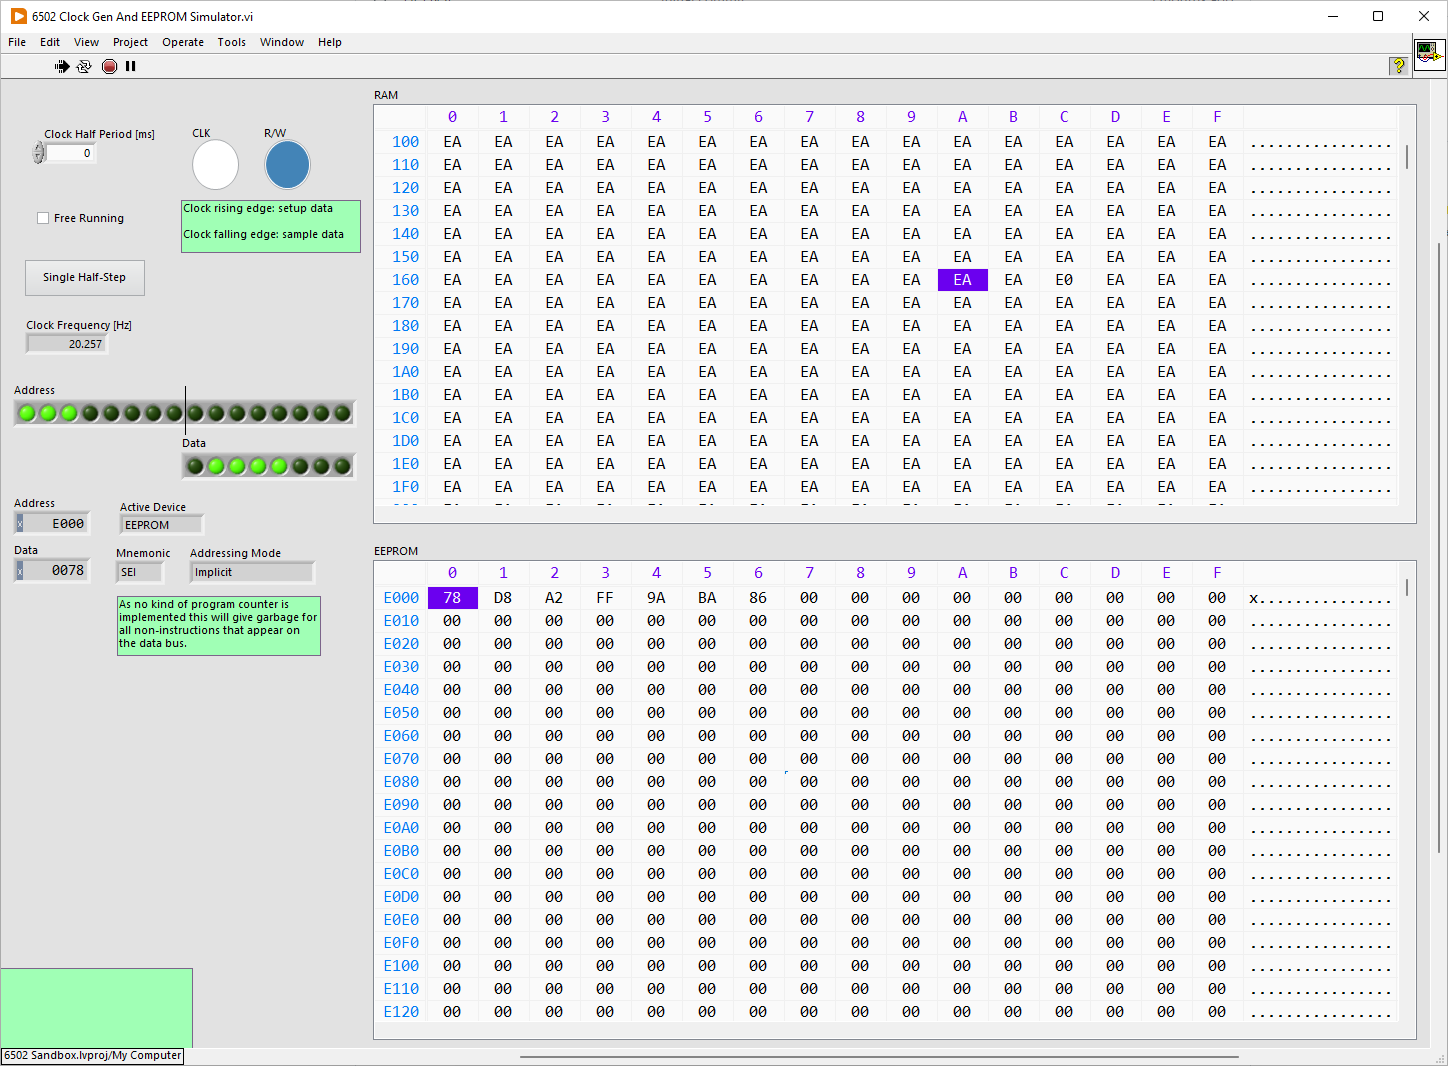 6502 Clock Gen And EEPROM Simulator.vi
File Edit View Project Operate Tools Window Help
?
Clock Half Period [ms]
0
CLK
R/W
Clock rising edge: setup data
Clock falling edge: sample data
Free Running
Single Half-Step
Clock Frequency [Hz]
20.257
Address
Data
Address
x E000
Active Device
EEPROM
Data
x 0078
Mnemonic
SEI
Addressing Mode
Implicit
As no kind of program counter is
implemented this will give garbage for
all non-instructions that appear on
the data bus.
RAM
0 1 2 3 4 5 6 7 8 9 A B C D E F
100 EA EA EA EA EA EA EA EA EA EA EA EA EA EA EA EA ................
110 EA EA EA EA EA EA EA EA EA EA EA EA EA EA EA EA ................
120 EA EA EA EA EA EA EA EA EA EA EA EA EA EA EA EA ................
130 EA EA EA EA EA EA EA EA EA EA EA EA EA EA EA EA ................
140 EA EA EA EA EA EA EA EA EA EA EA EA EA EA EA EA ................
150 EA EA EA EA EA EA EA EA EA EA EA EA EA EA EA EA ................
160 EA EA EA EA EA EA EA EA EA EA EA EA E0 EA EA EA ................
170 EA EA EA EA EA EA EA EA EA EA EA EA EA EA EA EA ................
180 EA EA EA EA EA EA EA EA EA EA EA EA EA EA EA EA ................
190 EA EA EA EA EA EA EA EA EA EA EA EA EA EA EA EA ................
1A0 EA EA EA EA EA EA EA EA EA EA EA EA EA EA EA EA ................
1B0 EA EA EA EA EA EA EA EA EA EA EA EA EA EA EA EA ................
1C0 EA EA EA EA EA EA EA EA EA EA EA EA EA EA EA EA ................
1D0 EA EA EA EA EA EA EA EA EA EA EA EA EA EA EA EA ................
1E0 EA EA EA EA EA EA EA EA EA EA EA EA EA EA EA EA ................
1F0 EA EA EA EA EA EA EA EA EA EA EA EA EA EA EA EA ................
EEPROM
0 1 2 3 4 5 6 7 8 9 A B C D E F
E000 78 D8 A2 FF 9A BA 86 00 00 00 00 00 00 00 00 00 x...............
E010 00 00 00 00 00 00 00 00 00 00 00 00 00 00 00 00 ................
E020 00 00 00 00 00 00 00 00 00 00 00 00 00 00 00 00 ................
E030 00 00 00 00 00 00 00 00 00 00 00 00 00 00 00 00 ................
E040 00 00 00 00 00 00 00 00 00 00 00 00 00 00 00 00 ................
E050 00 00 00 00 00 00 00 00 00 00 00 00 00 00 00 00 ................
E060 00 00 00 00 00 00 00 00 00 00 00 00 00 00 00 00 ................
E070 00 00 00 00 00 00 00 00 00 00 00 00 00 00 00 00 ................
E080 00 00 00 00 00 00 00 00 00 00 00 00 00 00 00 00 ................
E090 00 00 00 00 00 00 00 00 00 00 00 00 00 00 00 00 ................
E0A0 00 00 00 00 00 00 00 00 00 00 00 00 00 00 00 00 ................
E0B0 00 00 00 00 00 00 00 00 00 00 00 00 00 00 00 00 ................
E0C0 00 00 00 00 00 00 00 00 00 00 00 00 00 00 00 00 ................
E0D0 00 00 00 00 00 00 00 00 00 00 00 00 00 00 00 00 ................
E0E0 00 00 00 00 00 00 00 00 00 00 00 00 00 00 00 00 ................
E0F0 00 00 00 00 00 00 00 00 00 00 00 00 00 00 00 00 ................
E100 00 00 00 00 00 00 00 00 00 00 00 00 00 00 00 00 ................
E110 00 00 00 00 00 00 00 00 00 00 00 00 00 00 00 00 ................
E120 00 00 00 00 00 00 00 00 00 00 00 00 00 00 00 00 ................
6502 Sandbox.lvproj/My Computer